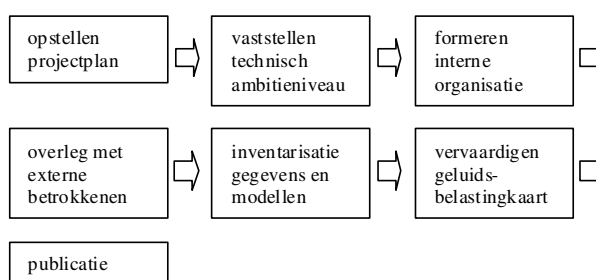 opstellen
projectplan
vaststellen
technisch
ambitieniveau
formeren
interne
organisatie
overleg met
externe
betrokkenen
inventarisatie
gegevens en
modellen
vervaardigen
geluids-
belastingkaart
publicatie